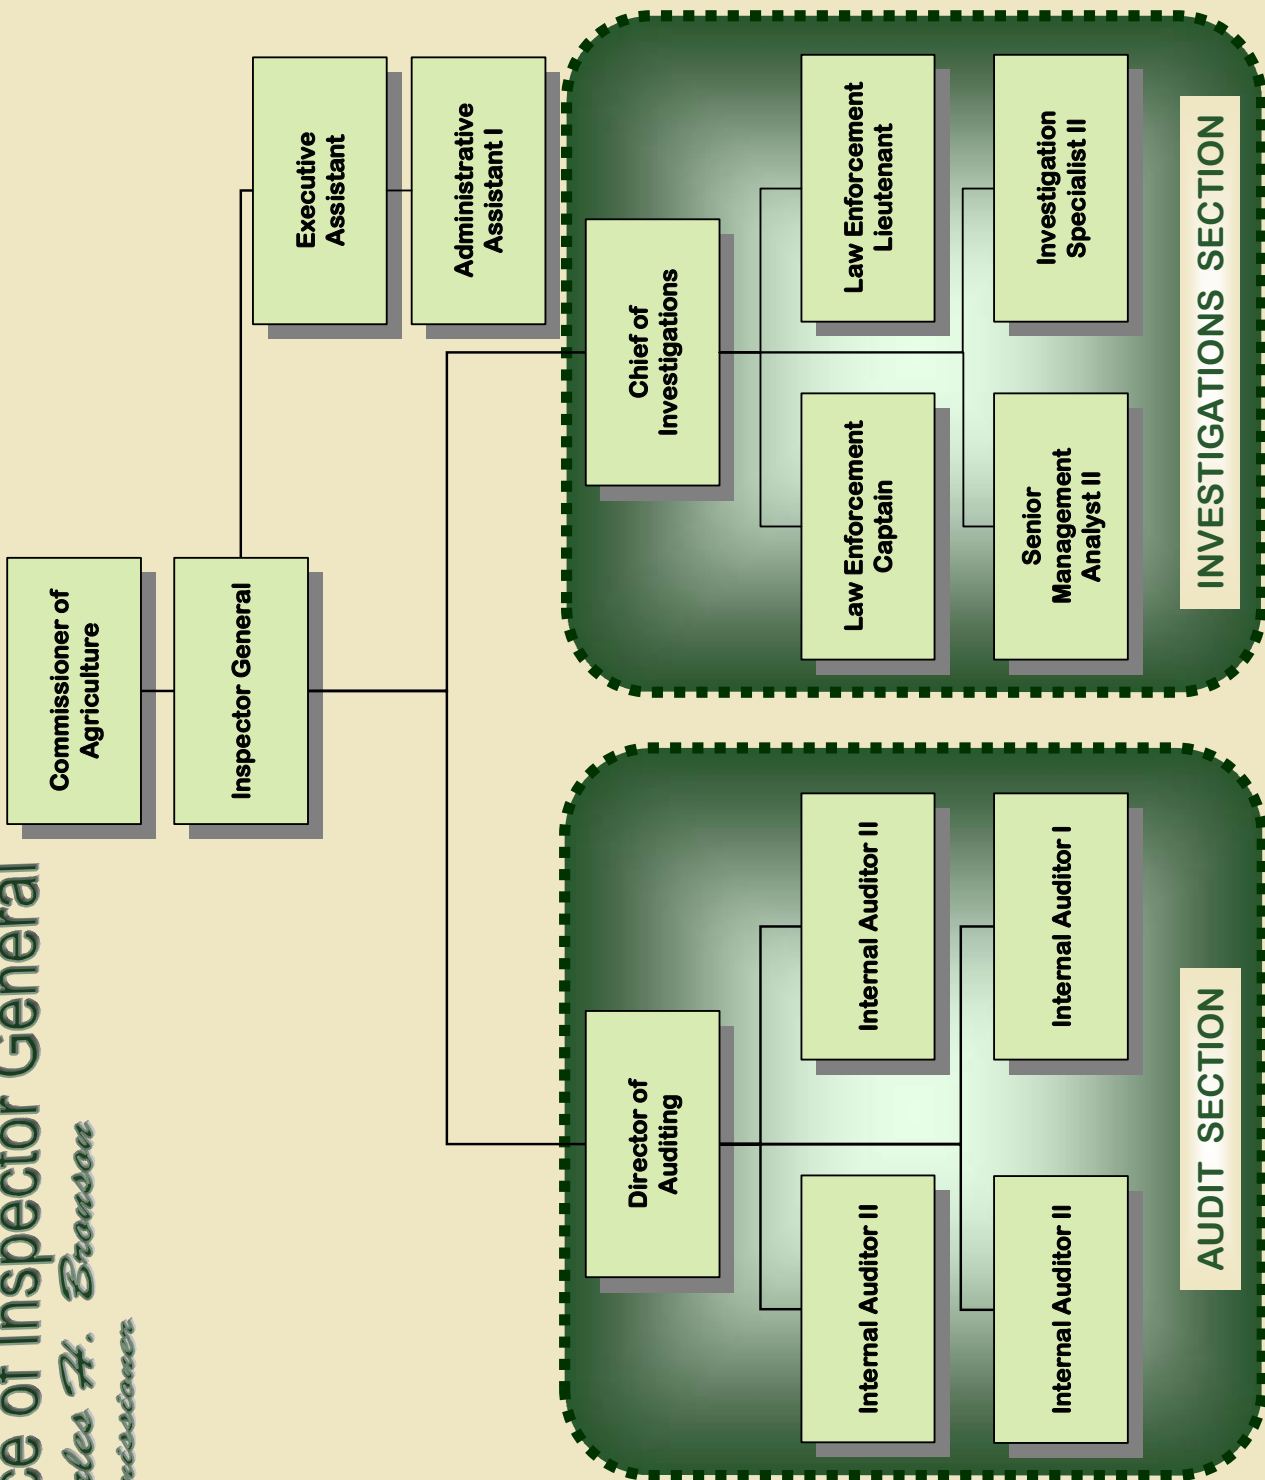 of Inspector General
H. Bronson
Commissioner of
Agriculture
Inspector General
Executive
Assistant
Administrative
Assistant I
Director of
Auditing
Internal Auditor II
Internal Auditor II
Internal Auditor II
Internal Auditor I
AUDIT SECTION
Chief of
Investigations
Law Enforcement
Captain
Law Enforcement
Lieutenant
Senior
Management
Analyst II
Investigation
Specialist II
INVESTIGATIONS SECTION